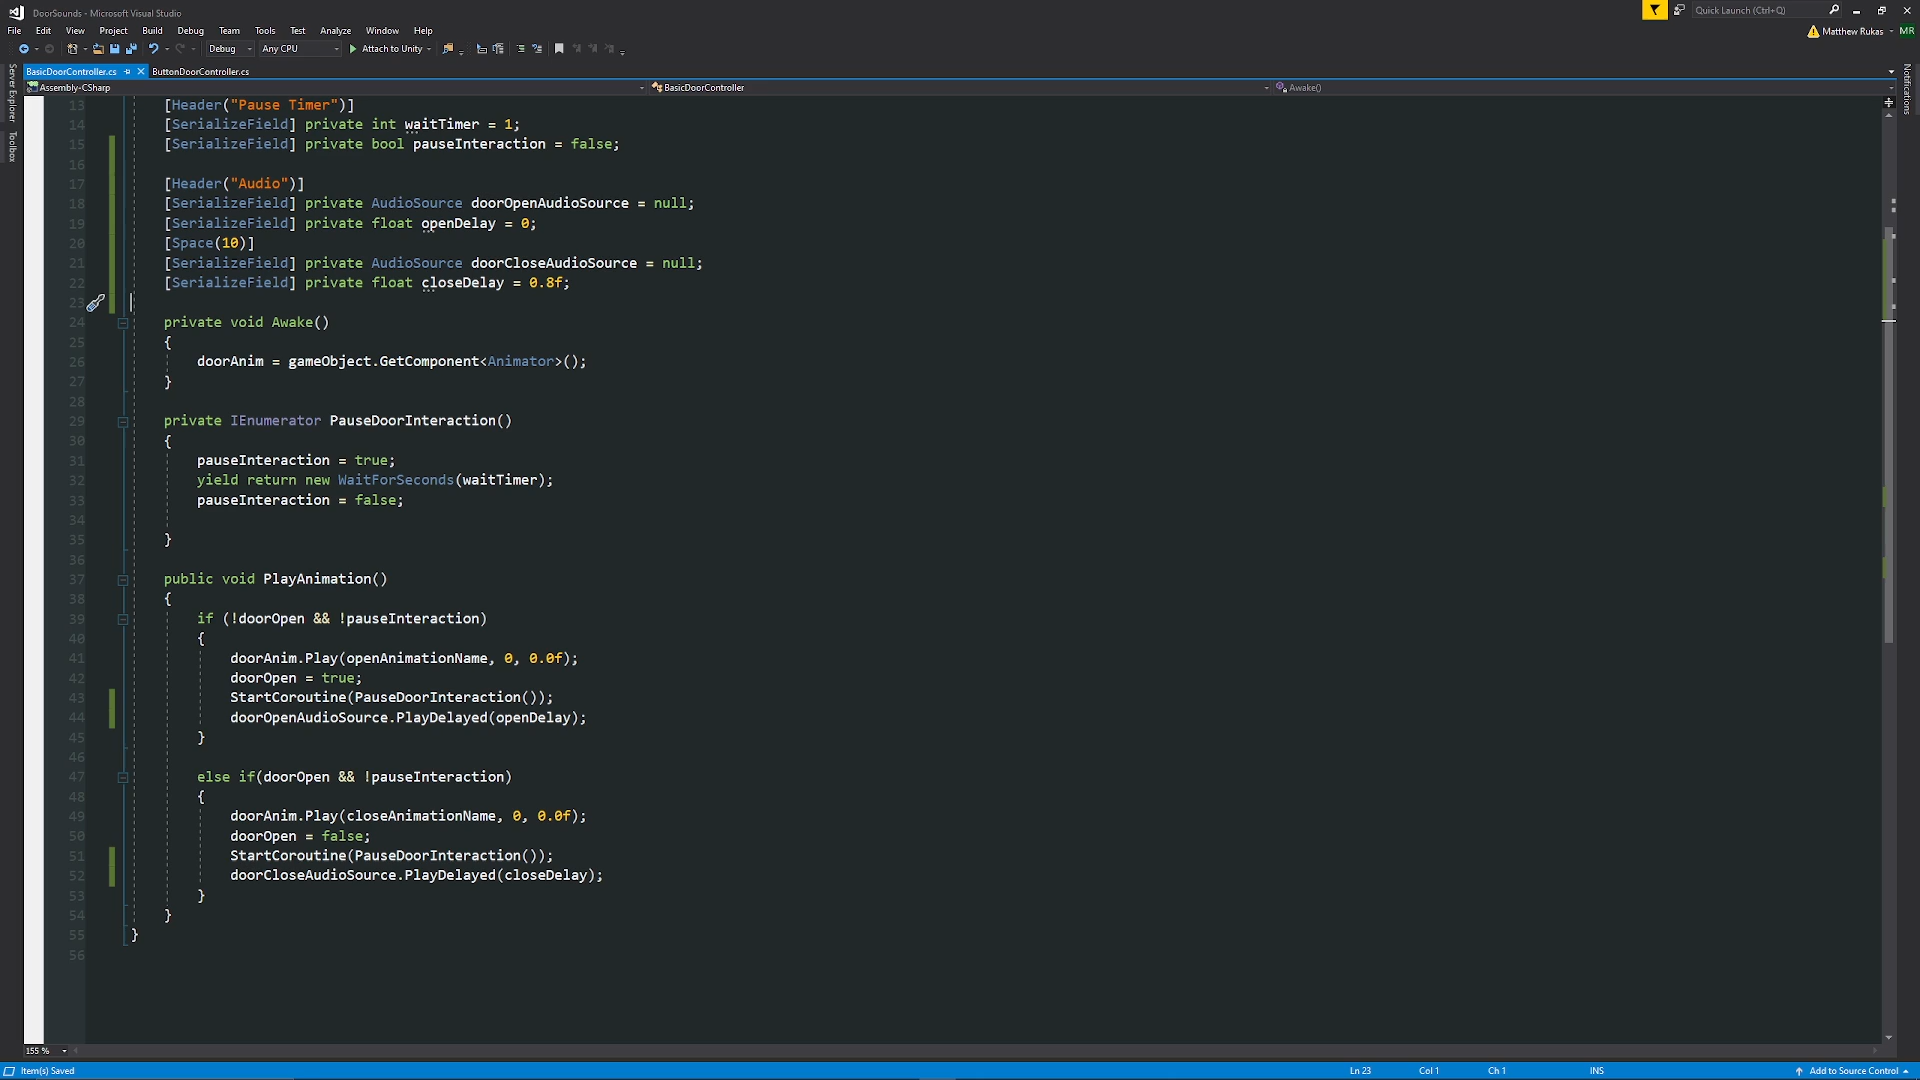 DoorSounds - Microsoft Visual Studio
Quick Launch (Ctrl+Q)
File Edit View Project Build Debug Team Tools Test Analyze Window Help
Matthew Rukas MR
Debug Any CPU Attach to Unity
BasicDoorController.cs ButtonDoorController.cs
Assembly-CSharp BasicDoorController Awake()
Server Explorer
Toolbox
Notifications
13 [Header("Pause Timer")]
14 [SerializeField] private int waitTimer = 1;
15 [SerializeField] private bool pauseInteraction = false;
16
17 [Header("Audio")]
18 [SerializeField] private AudioSource doorOpenAudioSource = null;
19 [SerializeField] private float openDelay = 0;
20 [Space(10)]
21 [SerializeField] private AudioSource doorCloseAudioSource = null;
22 [SerializeField] private float closeDelay = 0.8f;
23
24 private void Awake()
25 {
26 doorAnim = gameObject.GetComponent<Animator>();
27 }
28
29 private IEnumerator PauseDoorInteraction()
30 {
31 pauseInteraction = true;
32 yield return new WaitForSeconds(waitTimer);
33 pauseInteraction = false;
34
35 }
36
37 public void PlayAnimation()
38 {
39 if (!doorOpen && !pauseInteraction)
40 {
41 doorAnim.Play(openAnimationName, 0, 0.0f);
42 doorOpen = true;
43 StartCoroutine(PauseDoorInteraction());
44 doorOpenAudioSource.PlayDelayed(openDelay);
45 }
46
47 else if(doorOpen && !pauseInteraction)
48 {
49 doorAnim.Play(closeAnimationName, 0, 0.0f);
50 doorOpen = false;
51 StartCoroutine(PauseDoorInteraction());
52 doorCloseAudioSource.PlayDelayed(closeDelay);
53 }
54 }
55 }
56
155 %
Item(s) Saved Ln 23 Col 1 Ch 1 INS Add to Source Control